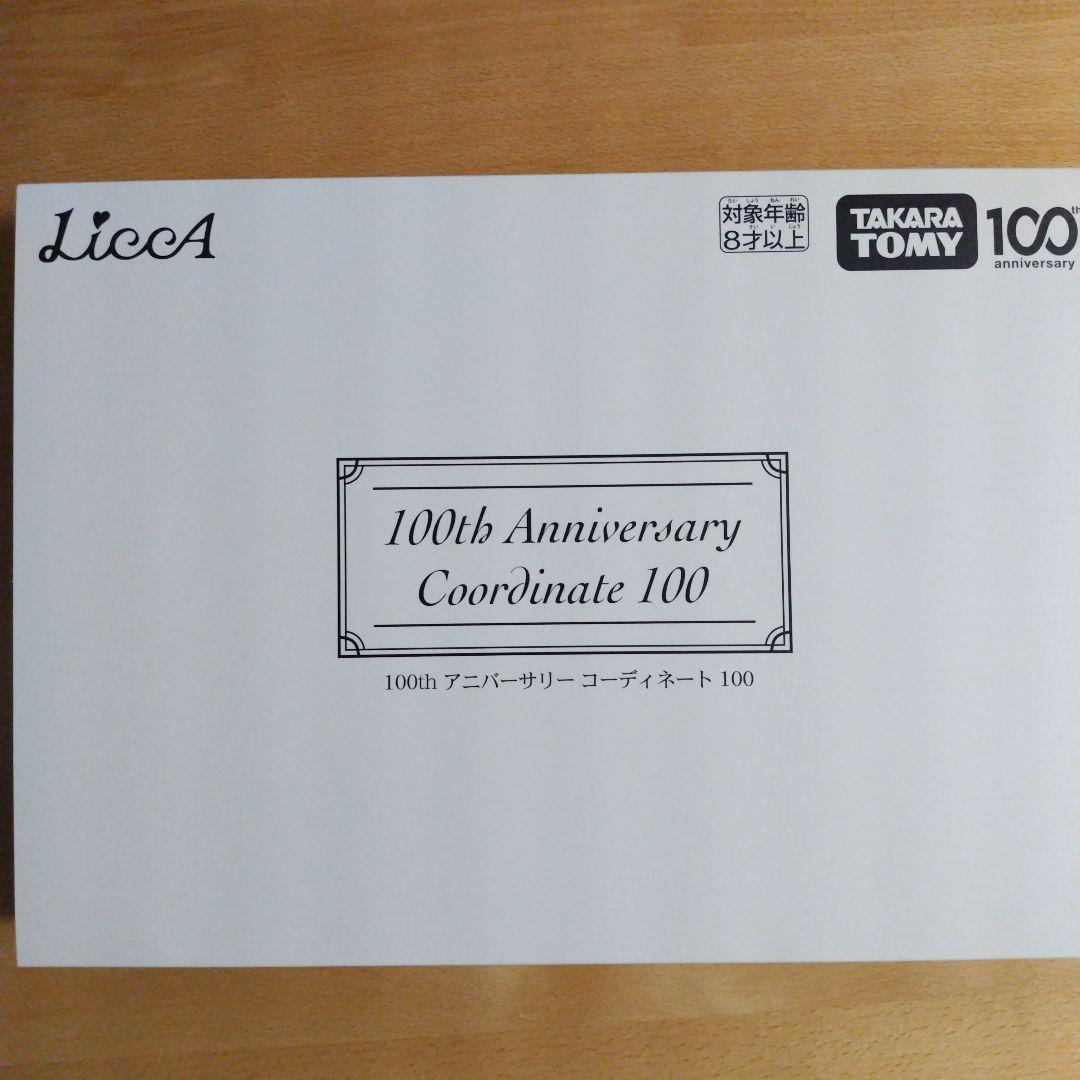 LiccA
たいしょうねんれい
対象年齢
さいいじょう
8才以上
TAKARA
TOMY
100th
anniversary
100th Anniversary
Coordinate 100
100th アニバーサリー コーディネート 100